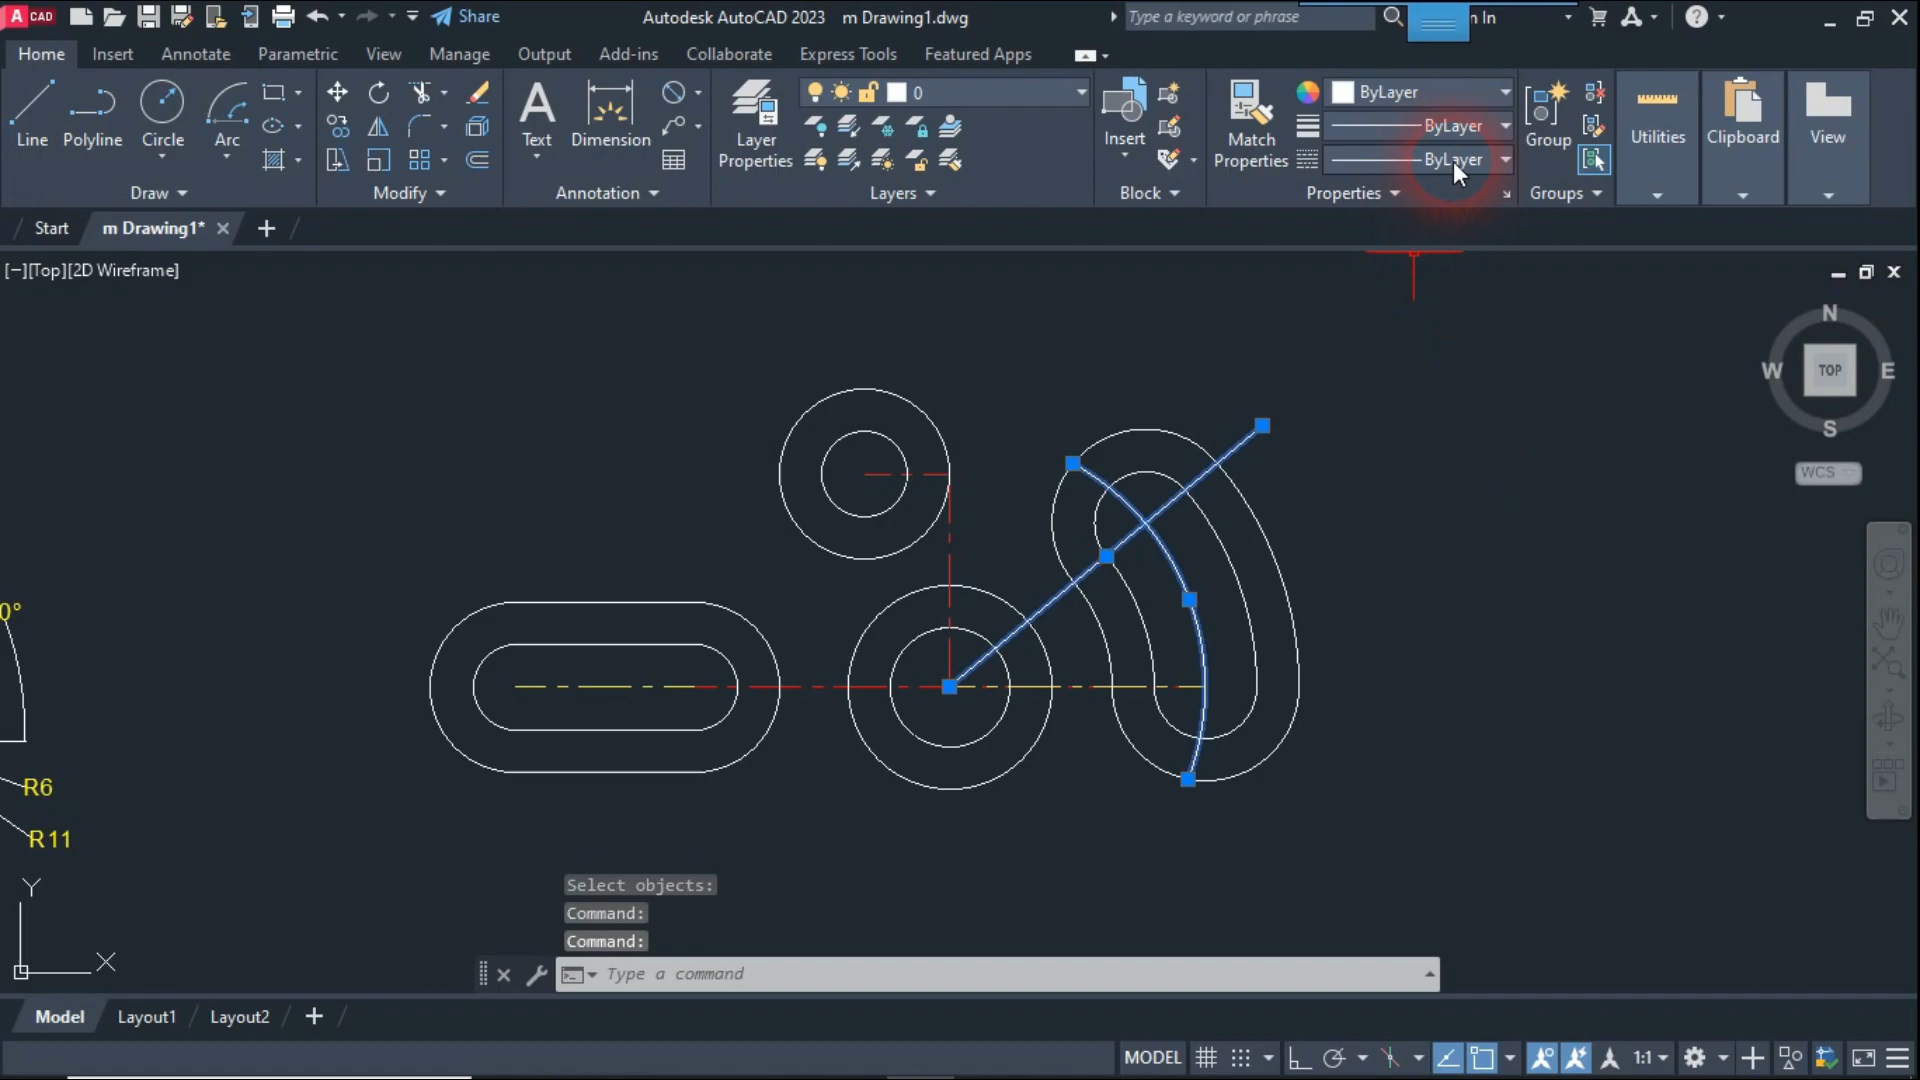 A CAD
Share
Autodesk AutoCAD 2023 m Drawing1.dwg
Type a keyword or phrase
n In
Home Insert Annotate Parametric View Manage Output Add-ins Collaborate Express Tools Featured Apps
Line Polyline Circle Arc
Text Dimension
Layer Properties
0
Insert
Match Properties
ByLayer
ByLayer
ByLayer
Group
Utilities
Clipboard
View
Draw Modify Annotation Layers Block Properties Groups
Start m Drawing1*
[−][Top][2D Wireframe]
N
W TOP E
S
WCS
0°
R6
R11
Y
X
Select objects:
Command:
Command:
Type a command
Model Layout1 Layout2
MODEL 1:1